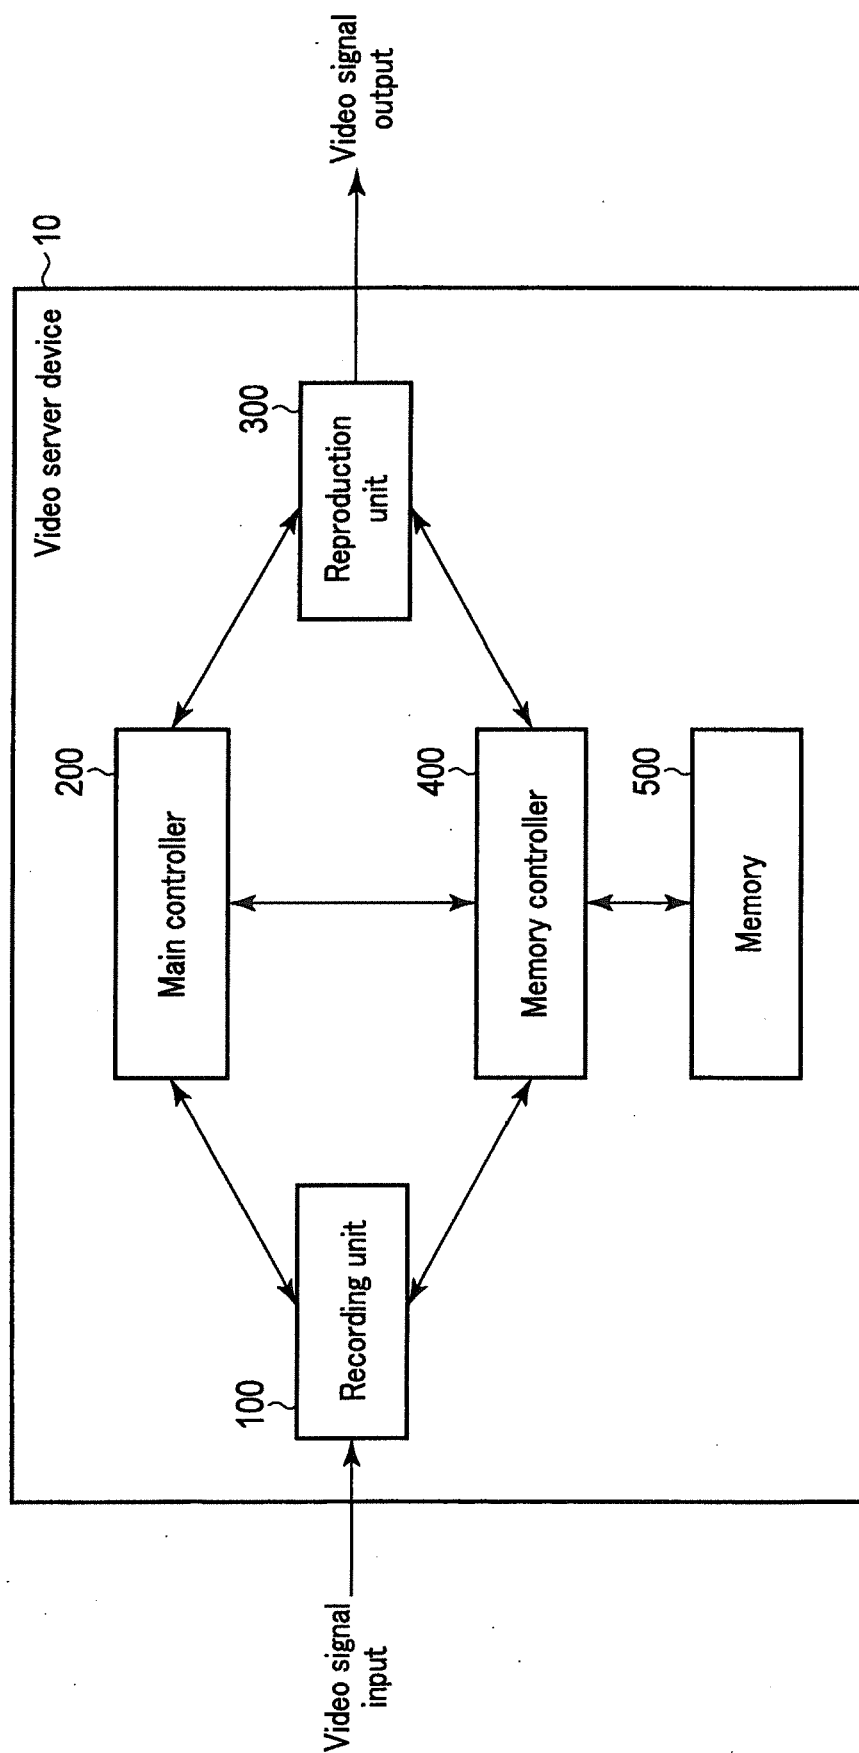 10
Video server device
200
Main controller
Video signal
input
100
Recording unit
300
Reproduction
unit
Video signal
output
400
Memory controller
500
Memory